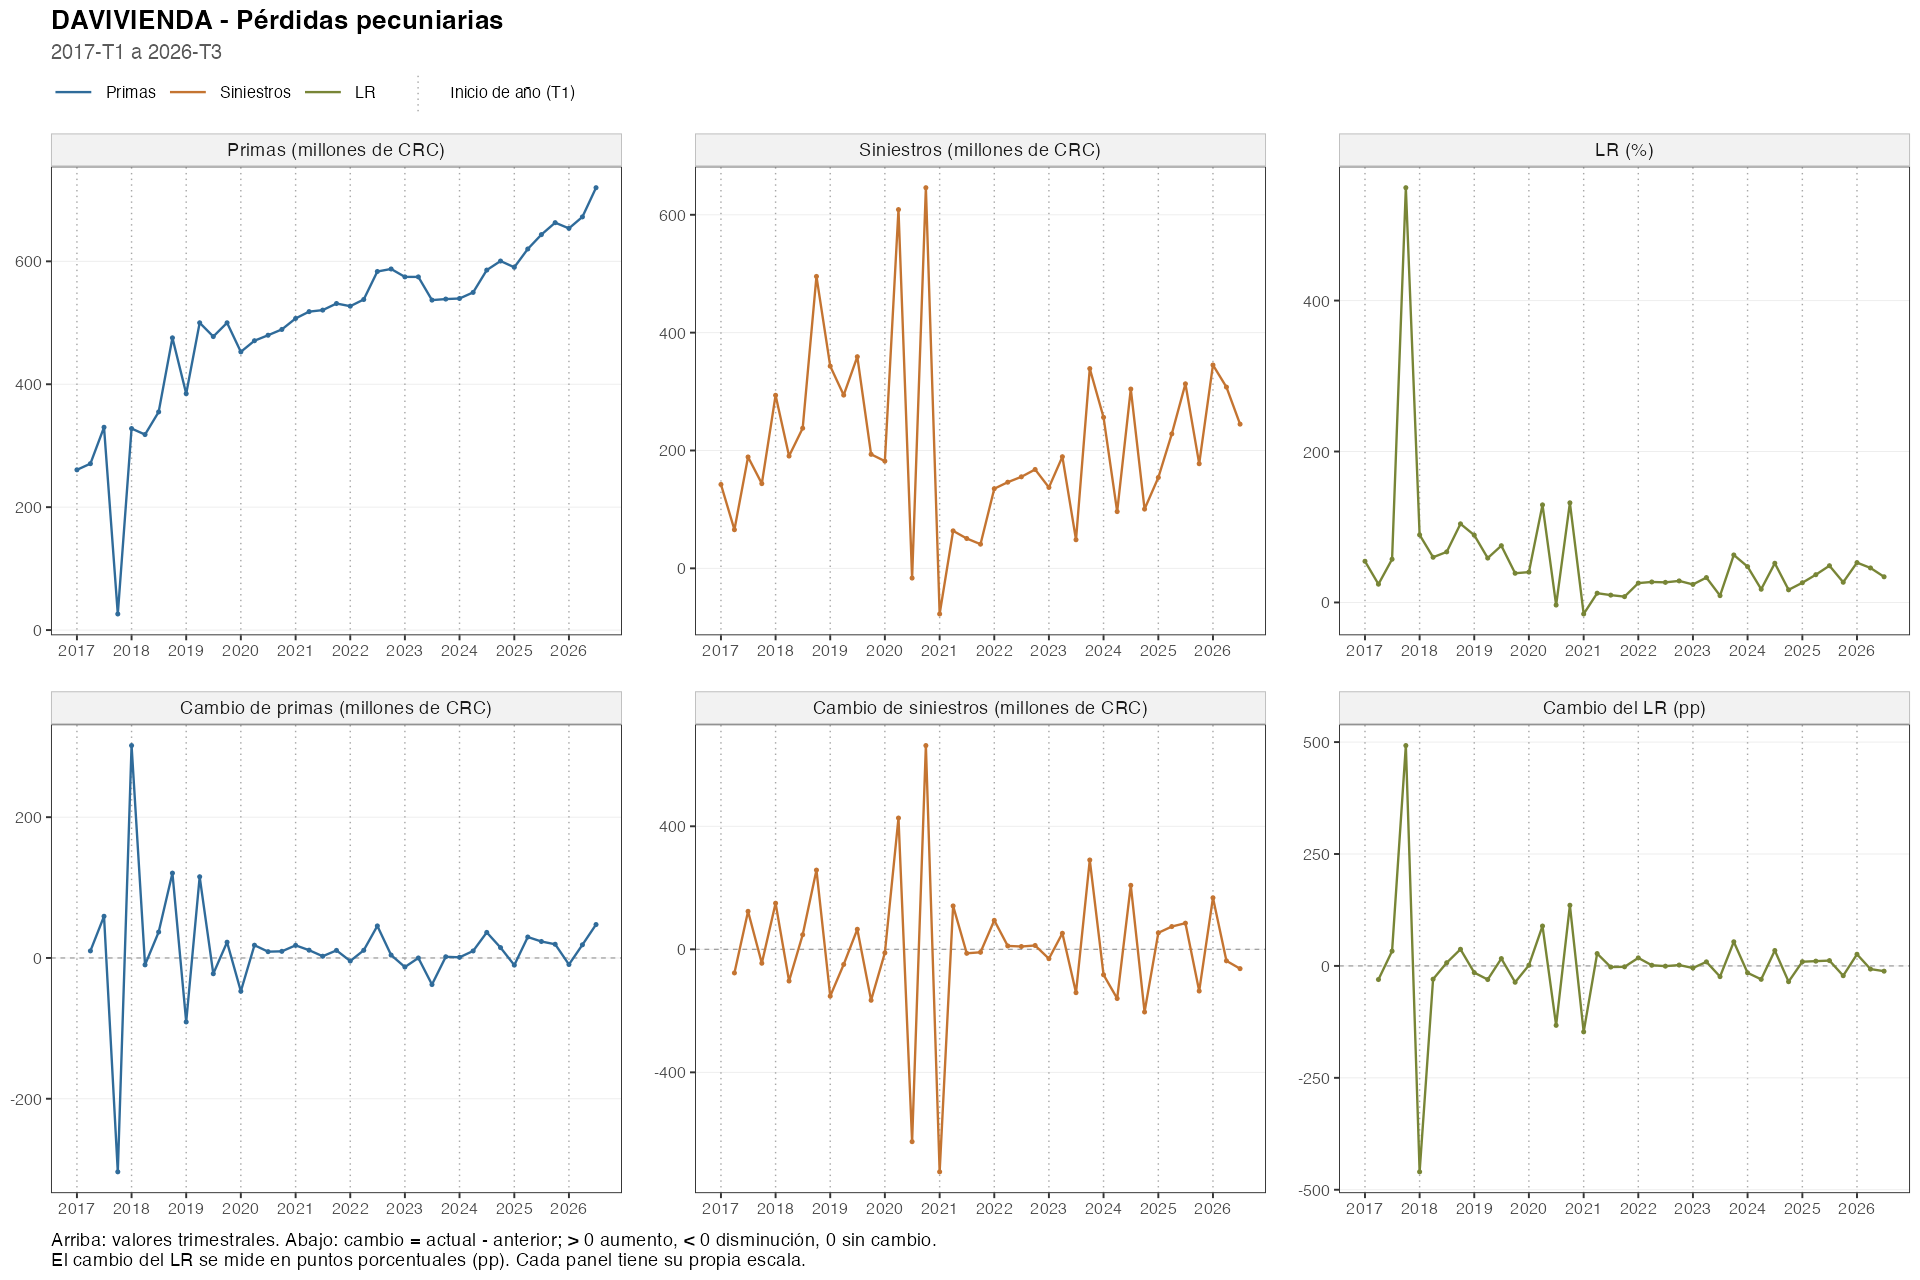 DAVIVIENDA - Pérdidas pecuniarias
2017-T1 a 2026-T3
Primas Siniestros LR Inicio de año (T1)
Primas (millones de CRC)
600
400
200
0
2017 2018 2019 2020 2021 2022 2023 2024 2025 2026
Siniestros (millones de CRC)
600
400
200
0
2017 2018 2019 2020 2021 2022 2023 2024 2025 2026
LR (%)
400
200
0
2017 2018 2019 2020 2021 2022 2023 2024 2025 2026
Cambio de primas (millones de CRC)
200
0
-200
2017 2018 2019 2020 2021 2022 2023 2024 2025 2026
Cambio de siniestros (millones de CRC)
400
0
-400
2017 2018 2019 2020 2021 2022 2023 2024 2025 2026
Cambio del LR (pp)
500
250
0
-250
-500
2017 2018 2019 2020 2021 2022 2023 2024 2025 2026
Arriba: valores trimestrales. Abajo: cambio = actual - anterior; > 0 aumento, < 0 disminución, 0 sin cambio.
El cambio del LR se mide en puntos porcentuales (pp). Cada panel tiene su propia escala.